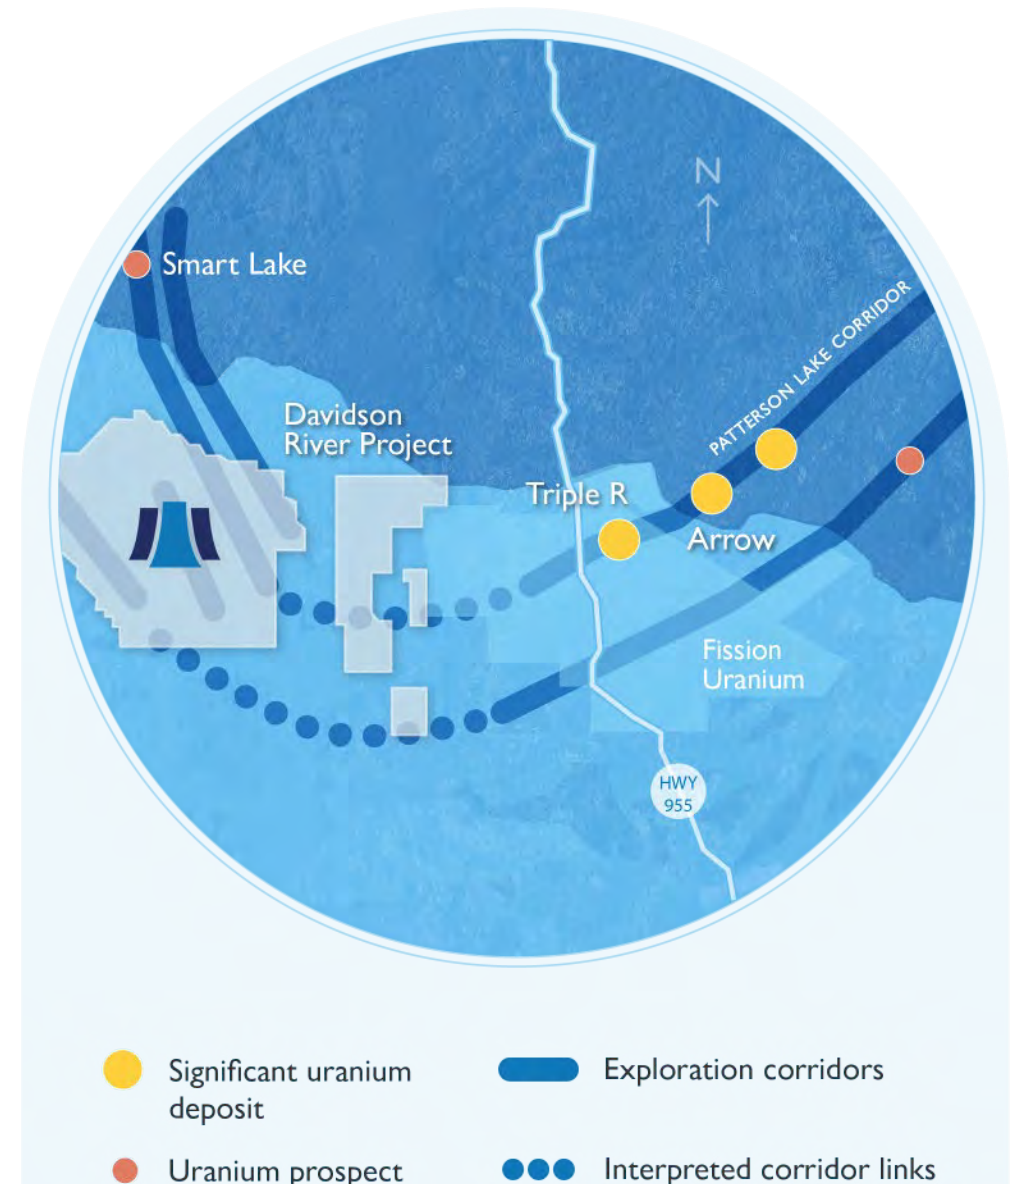 N
Smart Lake
PATTERSON LAKE CORRIDOR
Davidson
River Project
Triple R
Arrow
Fission
Uranium
HWY
955
Significant uranium
deposit
Exploration corridors
Uranium prospect
Interpreted corridor links